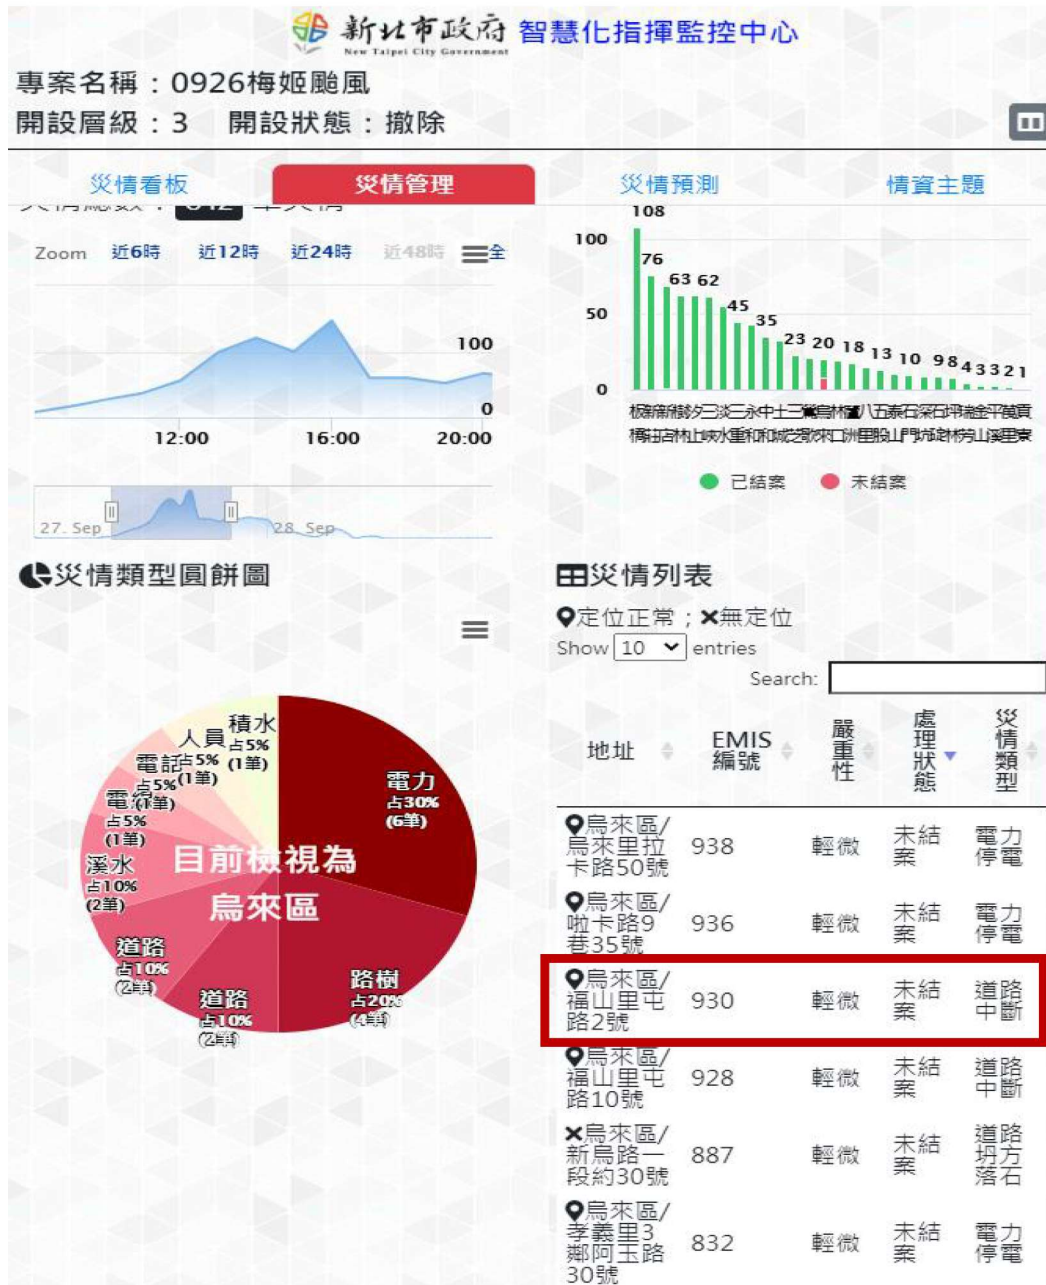 新北市政府 智慧化指揮監控中心
New Taipei City Government
專案名稱：0926梅姬颱風
開設層級：3 開設狀態：撤除
災情看板 災情管理 災情預測 情資主題
Zoom 近6時 近12時 近24時 近48時 全
100
0
12:00 16:00 20:00
27. Sep 28. Sep
108
100
76
63 62
50
45
35
23 20 18 13 10 9 8 4 3 3 2 1
0
已結案 未結案
災情類型圓餅圖
積水
占5%
(1筆)
人員
占5%
(1筆)
電話
占5%
電力
占30%
(6筆)
占5%
(1筆)
溪水
占10%
(2筆)
目前檢視為
烏來區
道路
占10%
(2筆)
道路
占10%
(2筆)
路樹
占20%
(4筆)
災情列表
定位正常；無定位
Show 10 entries
Search:
地址 EMIS編號 嚴重性 處理狀態 災情類型
烏來區/
烏來里拉
卡路50號
938 輕微 未結案 電力停電
烏來區/
啦卡路9
巷35號
936 輕微 未結案 電力停電
烏來區/
福山里屯
路2號
930 輕微 未結案 道路中斷
烏來區/
福山里屯
路10號
928 輕微 未結案 道路中斷
烏來區/
新烏路一
段約30號
887 輕微 未結案 道路坍方落石
烏來區/
孝義里3
鄰阿玉路
30號
832 輕微 未結案 電力停電